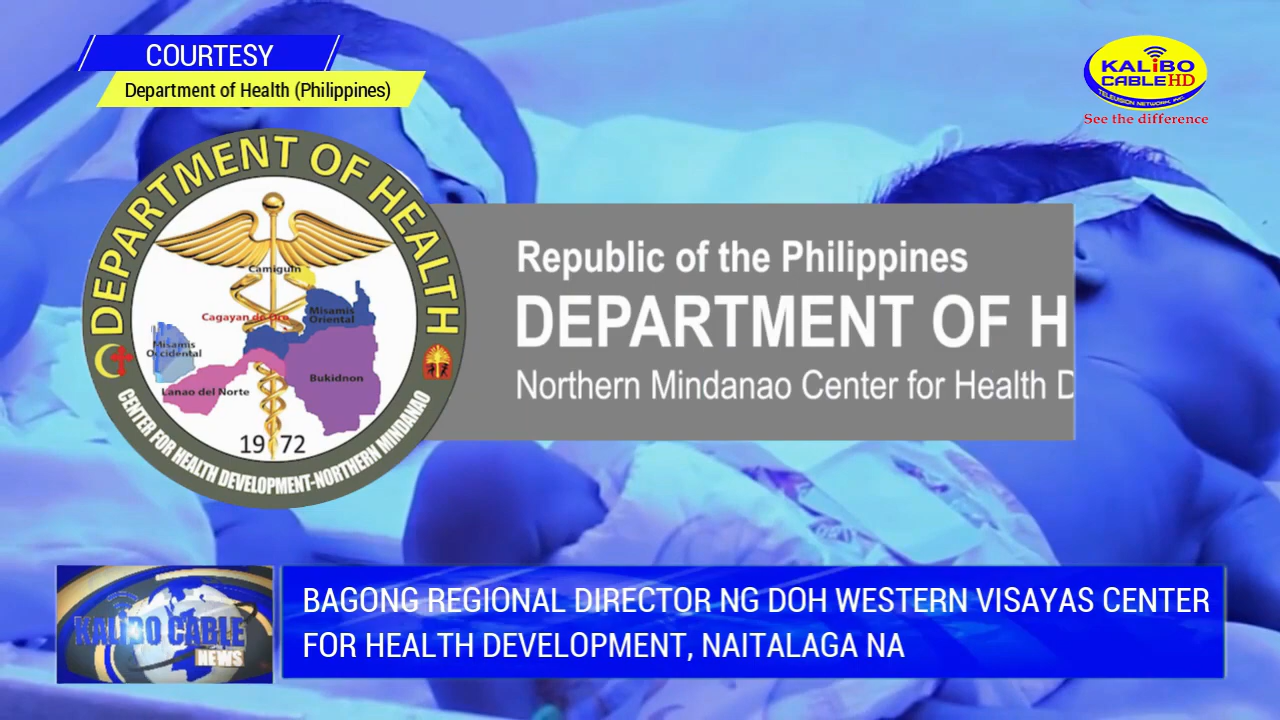 COURTESY
Department of Health (Philippines)
KALiBO
CABLE HD
TELEVISION NETWORK, INC.
See the difference
DEPARTMENT OF HEALTH
Camiguin
Cagayan de Oro
Misamis
Oriental
Misamis
Occidental
Lanao del Norte
Bukidnon
1972
CENTER FOR HEALTH DEVELOPMENT-NORTHERN MINDANAO
Republic of the Philippines
DEPARTMENT OF H
Northern Mindanao Center for Health D
KALIBO CABLE
NEWS
BAGONG REGIONAL DIRECTOR NG DOH WESTERN VISAYAS CENTER
FOR HEALTH DEVELOPMENT, NAITALAGA NA